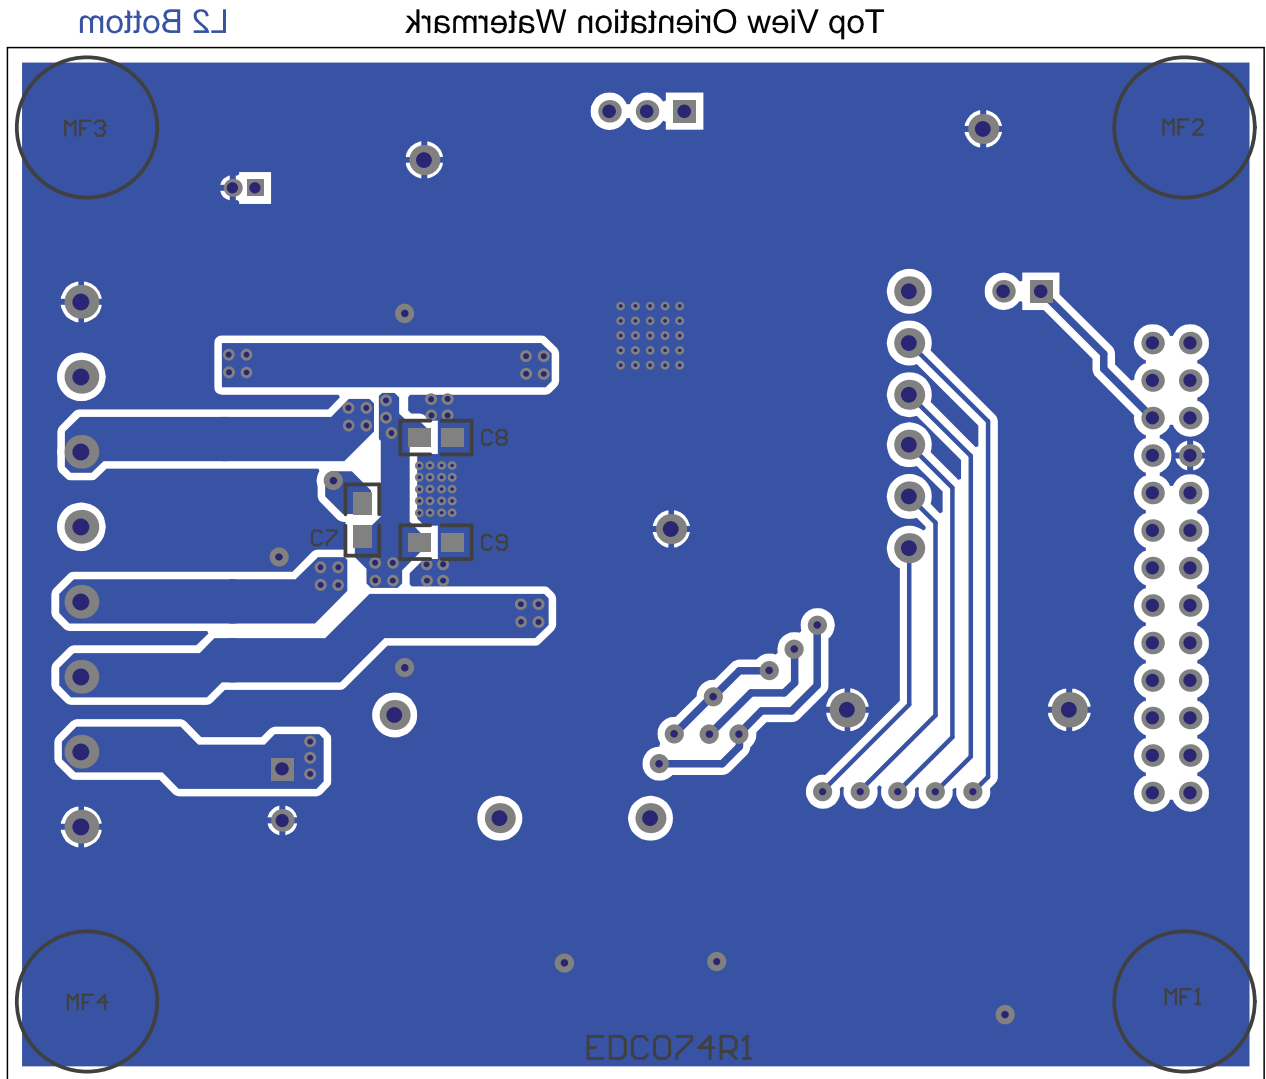 L2 Bottom Top View Orientation Watermark
MF3 MF2
C8
C7 C9
MF4 MF1
EDC074R1